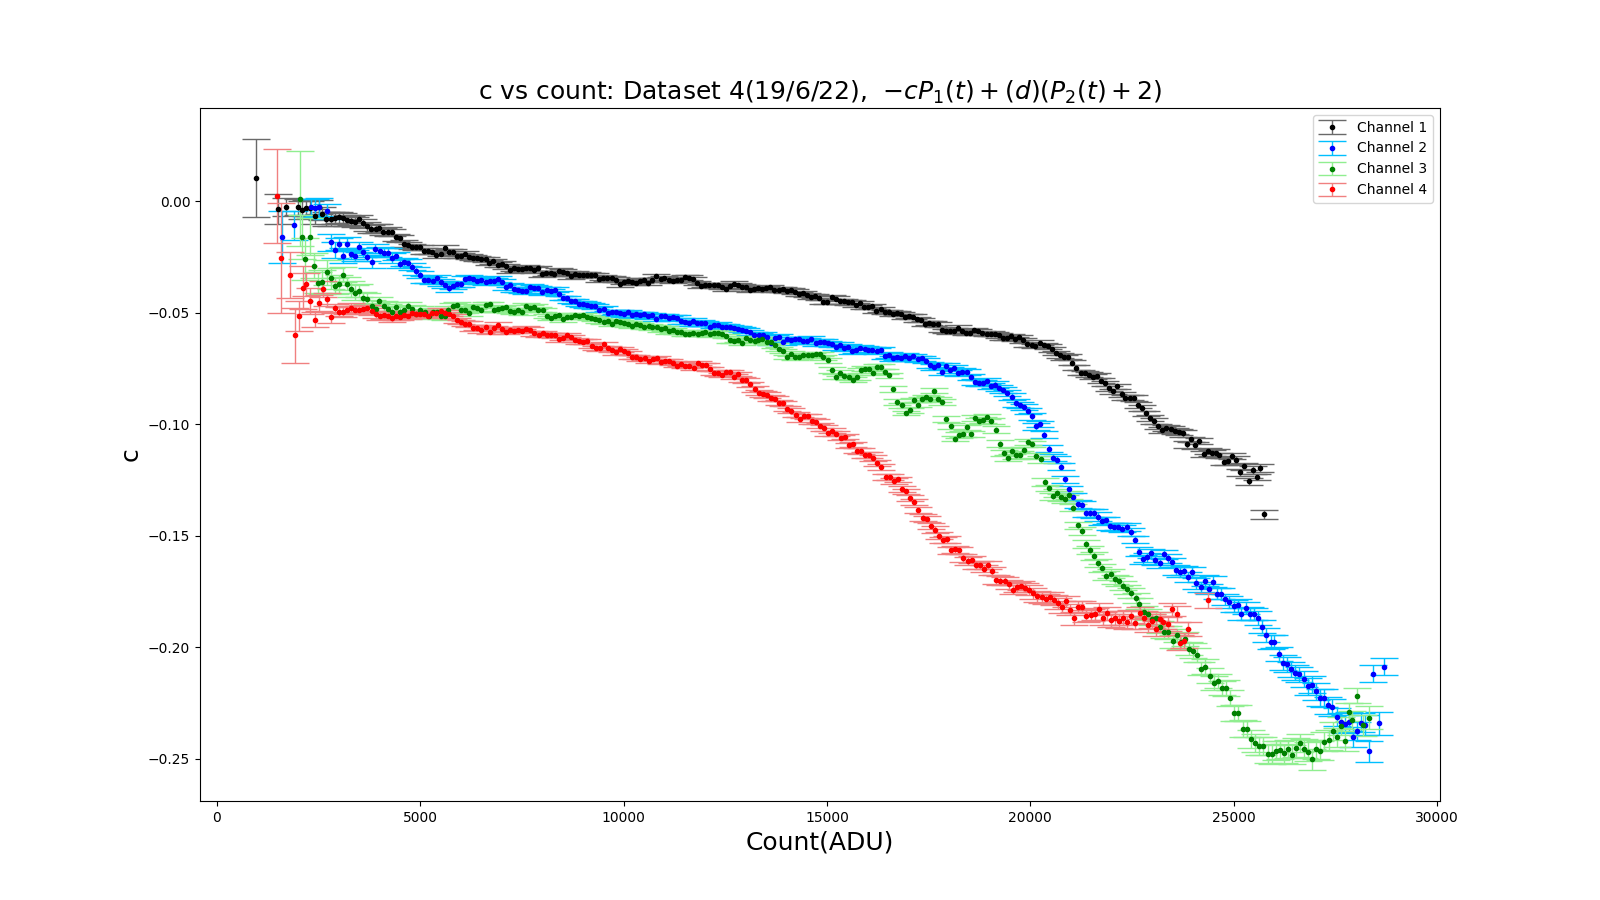 c vs count: Dataset 4(19/6/22),  −cP₁(t) + (d)(P₂(t) + 2)
Channel 1
Channel 2
Channel 3
Channel 4
0.00
−0.05
−0.10
−0.15
−0.20
−0.25
c
0 5000 10000 15000 20000 25000 30000
Count(ADU)